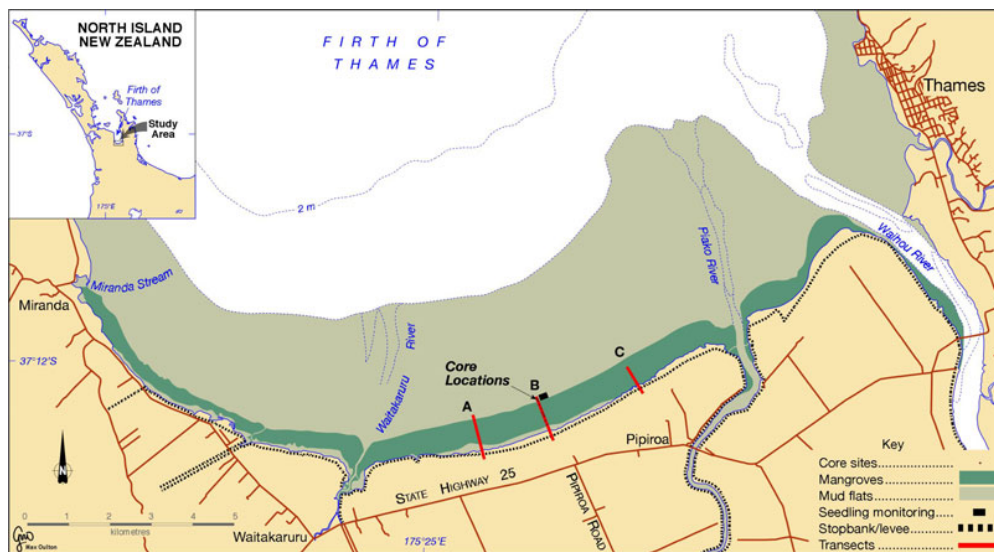 NORTH ISLAND
NEW ZEALAND
Firth of
Thames
Study
Area
37°S
175°E
FIRTH OF
THAMES
2 m
Thames
Waihou River
Piako River
Miranda Stream
Miranda
37°12'S
Waitakaruru
River
Core
Locations
A
B
C
N
Pipiroa
STATE HIGHWAY 25
PIPIROA ROAD
0 1 2 3 4 5
kilometres
Max Oulton
Waitakaruru
175°25'E
Key
Core sites
Mangroves
Mud flats
Seedling monitoring
Stopbank/levee
Transects